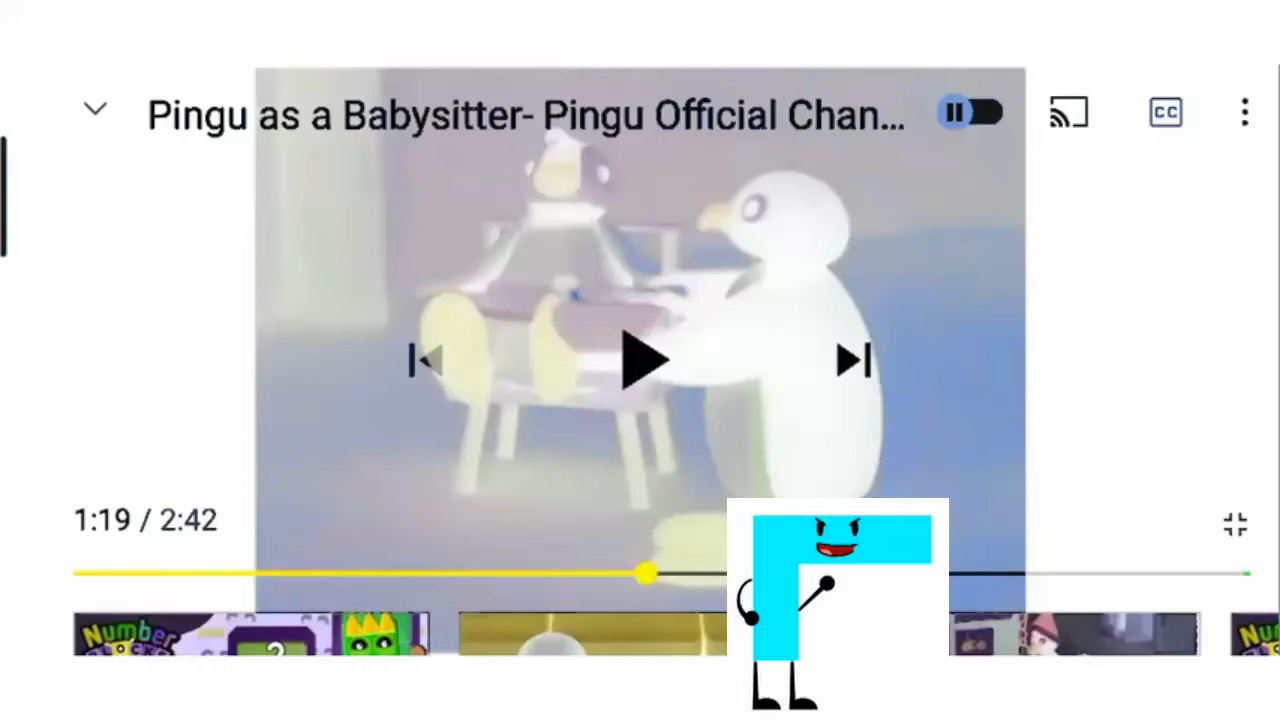 Pingu as a Babysitter- Pingu Official Chan...
CC
1:19 / 2:42
Number
?